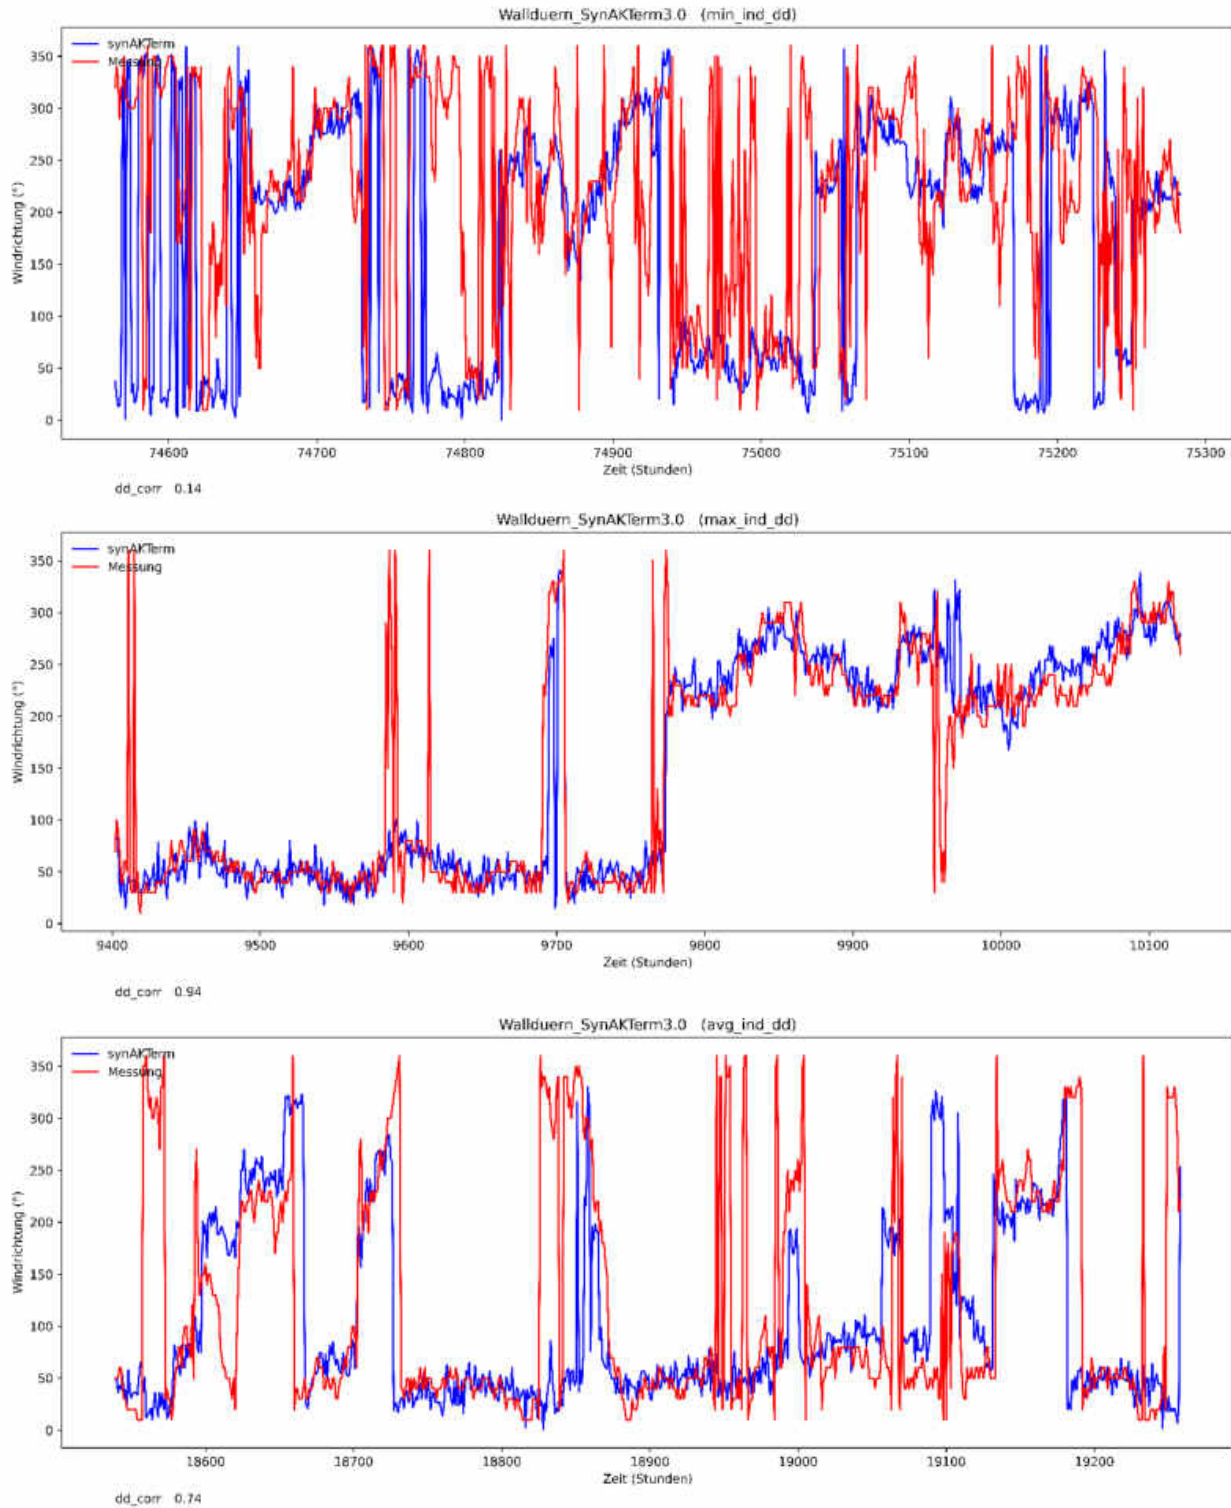 Wallduern_SynAKTerm3.0 (min_ind_dd)
synAKTerm
Messung
350
300
250
200
150
100
50
0
Windrichtung (°)
74600 74700 74800 74900 75000 75100 75200 75300
Zeit (Stunden)
dd_corr 0.14
Wallduern_SynAKTerm3.0 (max_ind_dd)
synAKTerm
Messung
350
300
250
200
150
100
50
0
Windrichtung (°)
9400 9500 9600 9700 9800 9900 10000 10100
Zeit (Stunden)
dd_corr 0.94
Wallduern_SynAKTerm3.0 (avg_ind_dd)
synAKTerm
Messung
350
300
250
200
150
100
50
0
Windrichtung (°)
18600 18700 18800 18900 19000 19100 19200
Zeit (Stunden)
dd_corr 0.74